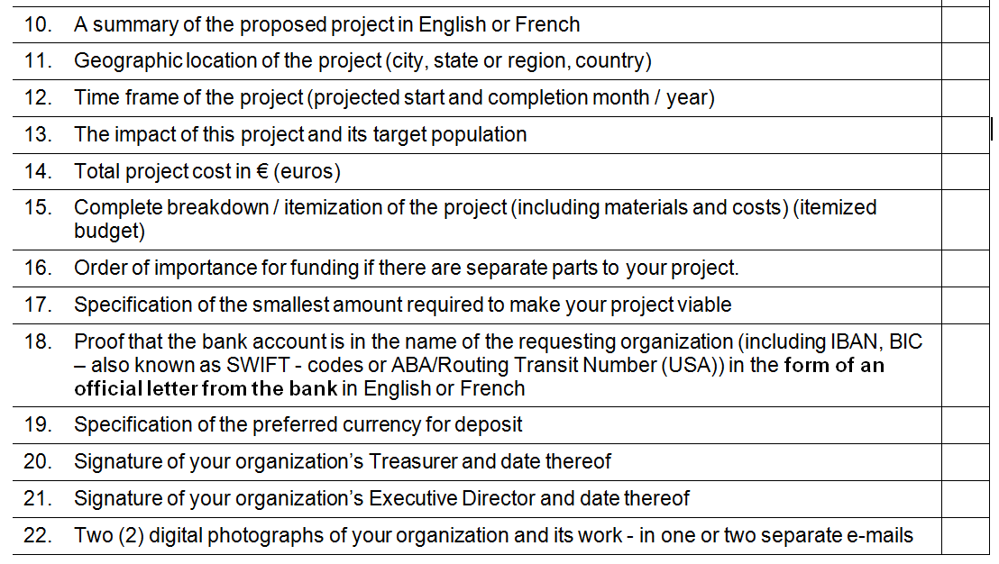 10. A summary of the proposed project in English or French
11. Geographic location of the project (city, state or region, country)
12. Time frame of the project (projected start and completion month / year)
13. The impact of this project and its target population
14. Total project cost in € (euros)
15. Complete breakdown / itemization of the project (including materials and costs) (itemized
budget)
16. Order of importance for funding if there are separate parts to your project.
17. Specification of the smallest amount required to make your project viable
18. Proof that the bank account is in the name of the requesting organization (including IBAN, BIC
– also known as SWIFT - codes or ABA/Routing Transit Number (USA)) in the form of an
official letter from the bank in English or French
19. Specification of the preferred currency for deposit
20. Signature of your organization’s Treasurer and date thereof
21. Signature of your organization’s Executive Director and date thereof
22. Two (2) digital photographs of your organization and its work - in one or two separate e-mails